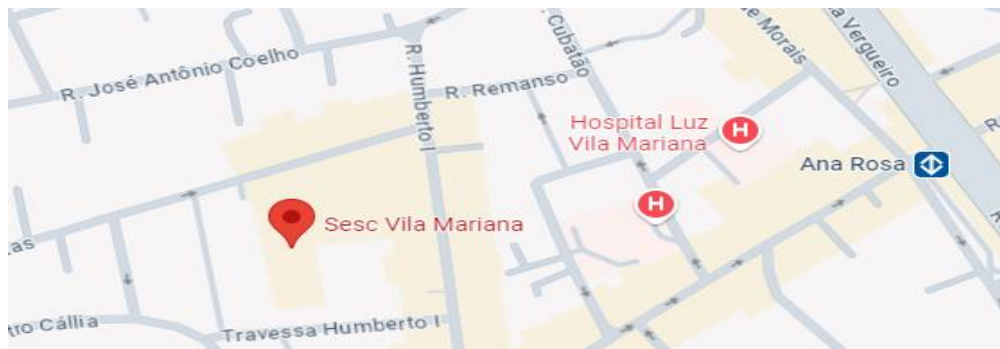 R. José Antônio Coelho
R. Humberto I
R. Remanso
R. Cubatão
de Morais
Vergueiro
Hospital Luz
Vila Mariana
H
H
Ana Rosa
Sesc Vila Mariana
Travessa Humberto I